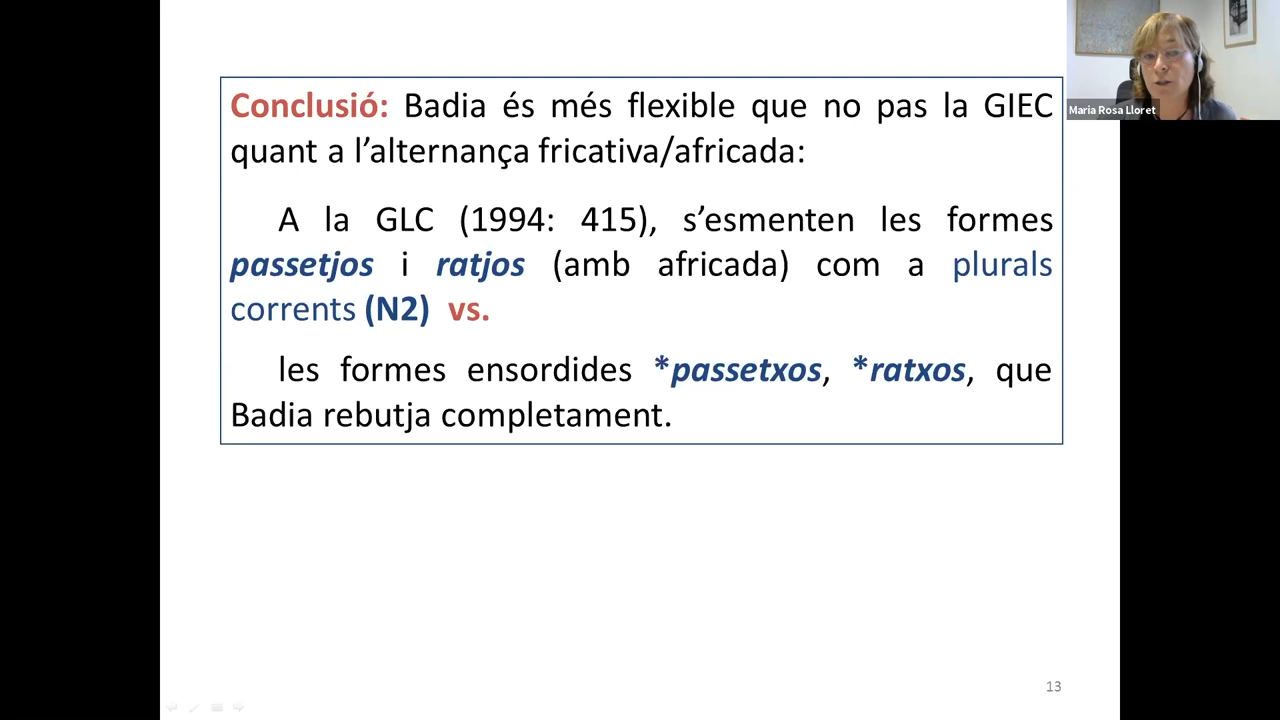 Conclusió: Badia és més flexible que no pas la GIEC
quant a l’alternança fricativa/africada:
A la GLC (1994: 415), s’esmenten les formes
passetjos i ratjos (amb africada) com a plurals
corrents (N2) vs.
les formes ensordides *passetxos, *ratxos, que
Badia rebutja completament.
13
Maria Rosa Lloret